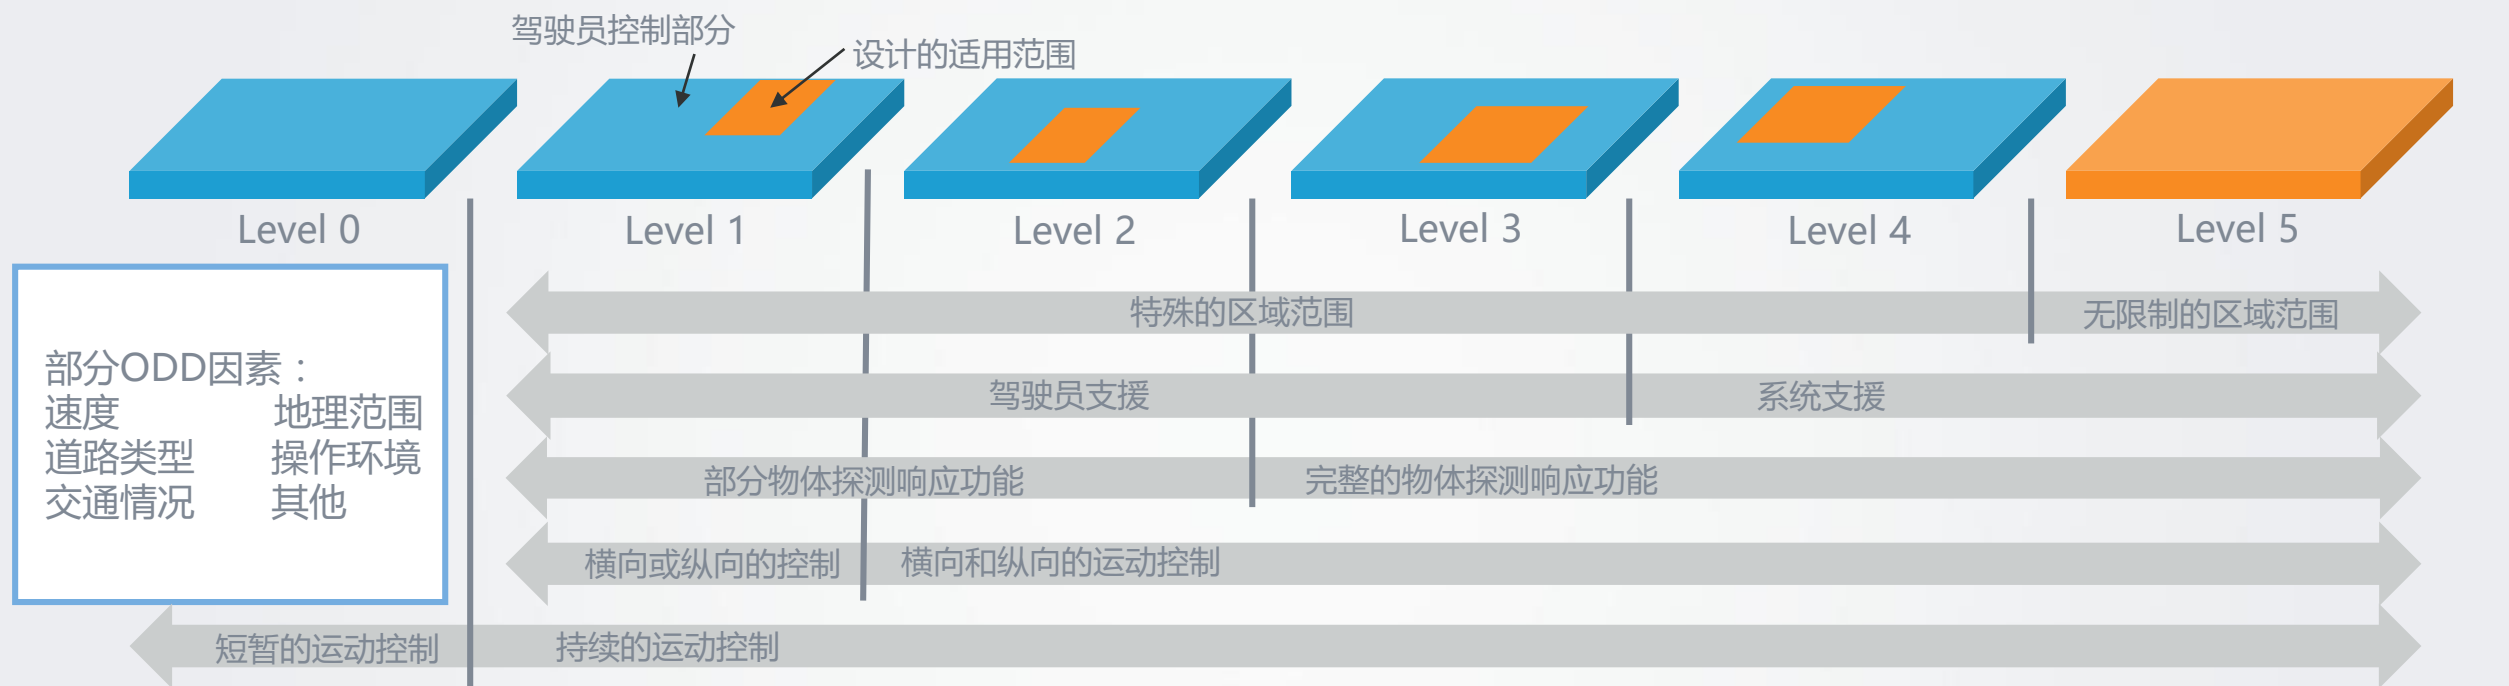 驾驶员控制部分
设计的适用范围
Level 0
Level 1
Level 2
Level 3
Level 4
Level 5
部分ODD因素：
速度 地理范围
道路类型 操作环境
交通情况 其他
特殊的区域范围
无限制的区域范围
驾驶员支援
系统支援
部分物体探测响应功能
完整的物体探测响应功能
横向或纵向的控制
横向和纵向的运动控制
短暂的运动控制
持续的运动控制